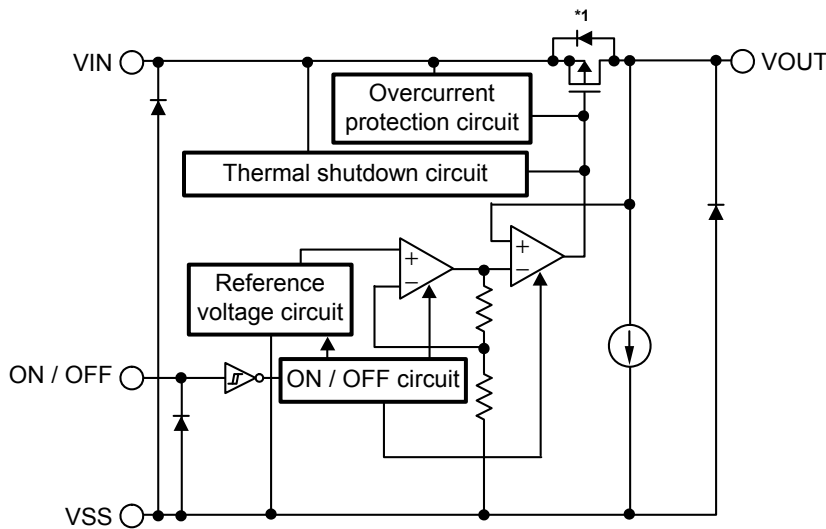 *1
VIN
VOUT
Overcurrent
protection circuit
Thermal shutdown circuit
+
−
+
−
Reference
voltage circuit
ON / OFF
ON / OFF circuit
VSS